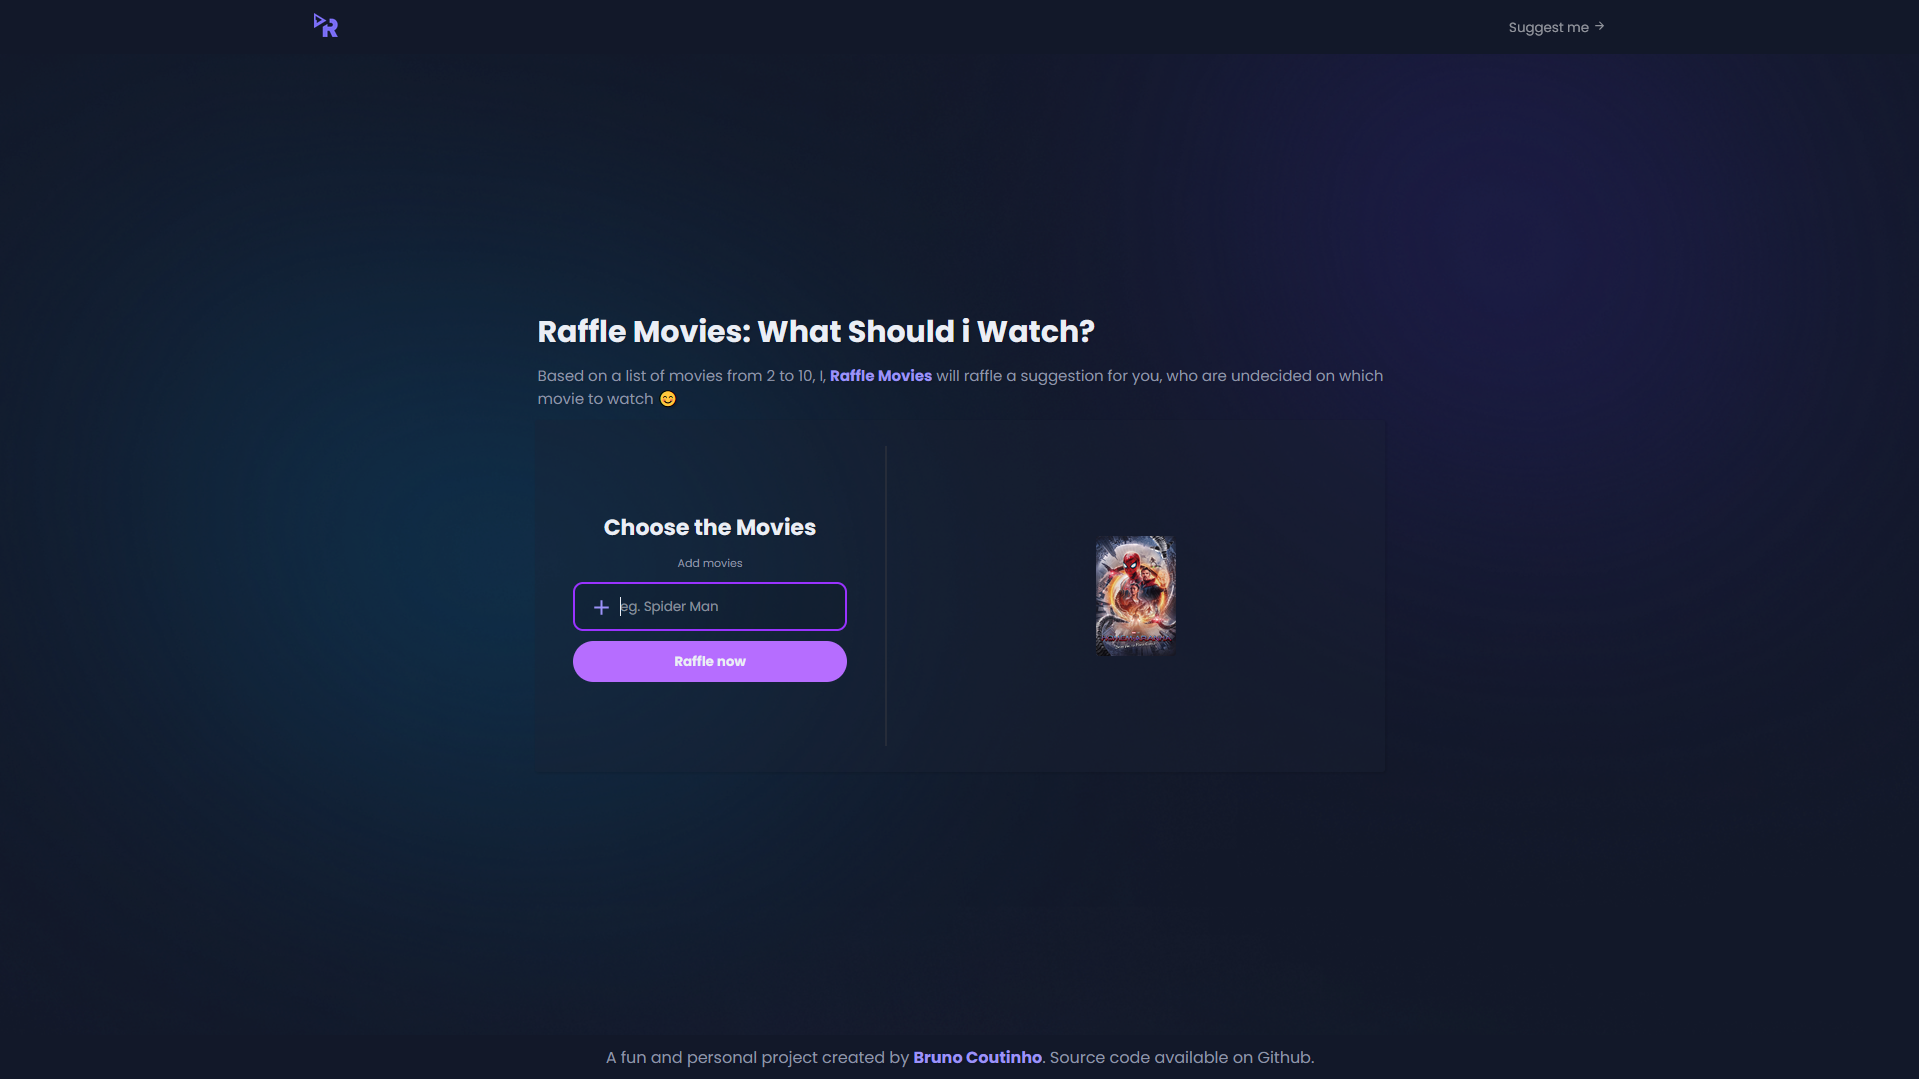 R
Suggest me →
Raffle Movies: What Should i Watch?
Based on a list of movies from 2 to 10, I, Raffle Movies will raffle a suggestion for you, who are undecided on which
movie to watch 😊
Choose the Movies
Add movies
eg. Spider Man
Raffle now
A fun and personal project created by Bruno Coutinho. Source code available on Github.